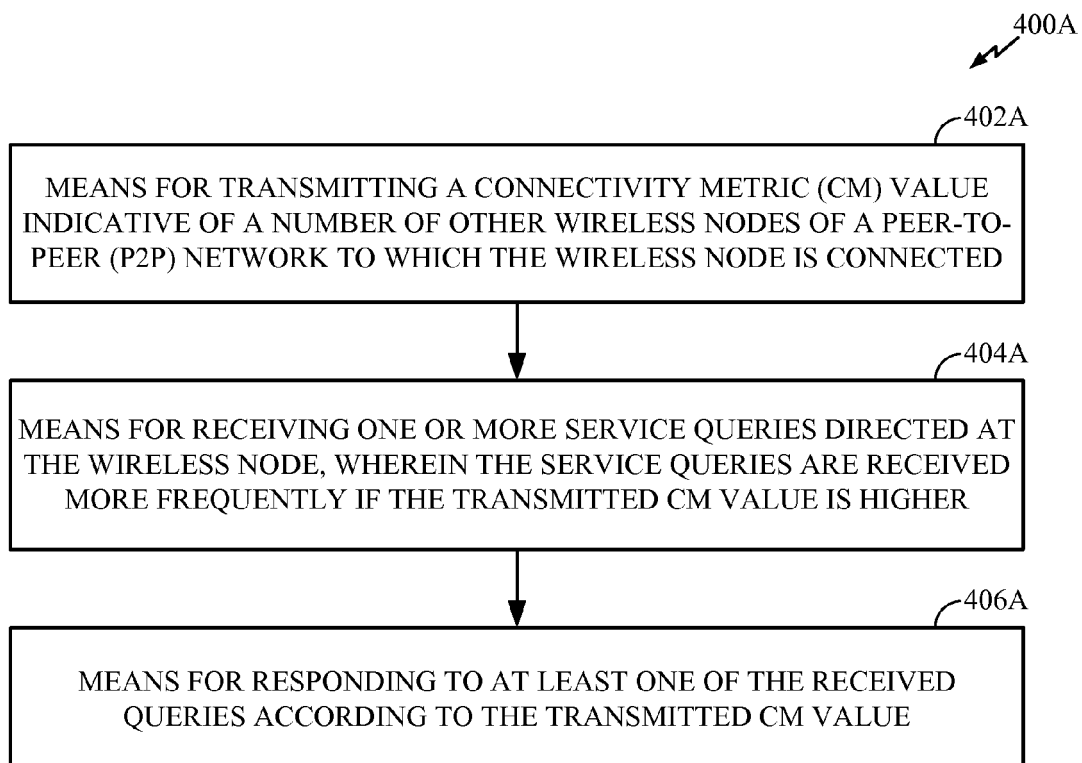 400A
402A
MEANS FOR TRANSMITTING A CONNECTIVITY METRIC (CM) VALUE
INDICATIVE OF A NUMBER OF OTHER WIRELESS NODES OF A PEER-TO-
PEER (P2P) NETWORK TO WHICH THE WIRELESS NODE IS CONNECTED
404A
MEANS FOR RECEIVING ONE OR MORE SERVICE QUERIES DIRECTED AT
THE WIRELESS NODE, WHEREIN THE SERVICE QUERIES ARE RECEIVED
MORE FREQUENTLY IF THE TRANSMITTED CM VALUE IS HIGHER
406A
MEANS FOR RESPONDING TO AT LEAST ONE OF THE RECEIVED
QUERIES ACCORDING TO THE TRANSMITTED CM VALUE